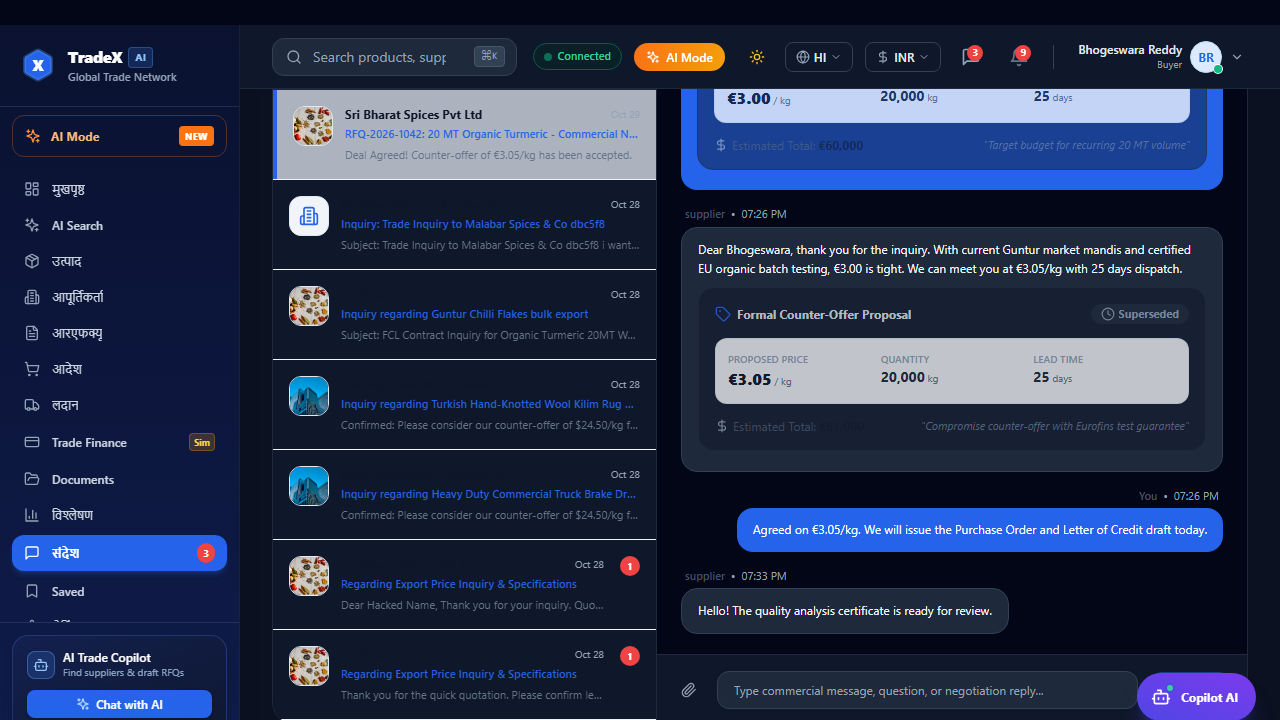 TradeX AI
Global Trade Network
Search products, supp
⌘K
Connected
AI Mode
HI
$ INR
3
9
Bhogeswara Reddy
Buyer
BR
AI Mode
NEW
मुखपृष्ठ
AI Search
उत्पाद
आपूर्तिकर्ता
आरएफक्यू
आदेश
लदान
Trade Finance
Sim
Documents
विश्लेषण
संदेश
3
Saved
AI Trade Copilot
Find suppliers & draft RFQs
Chat with AI
Sri Bharat Spices Pvt Ltd
Oct 29
RFQ-2026-1042: 20 MT Organic Turmeric - Commercial N...
Deal Agreed! Counter-offer of €3.05/kg has been accepted.
Oct 28
Inquiry: Trade Inquiry to Malabar Spices & Co dbc5f8
Subject: Trade Inquiry to Malabar Spices & Co dbc5f8 i want...
Oct 28
Inquiry regarding Guntur Chilli Flakes bulk export
Subject: FCL Contract Inquiry for Organic Turmeric 20MT W...
Oct 28
Inquiry regarding Turkish Hand-Knotted Wool Kilim Rug ...
Confirmed: Please consider our counter-offer of $24.50/kg f...
Oct 28
Inquiry regarding Heavy Duty Commercial Truck Brake Dr...
Confirmed: Please consider our counter-offer of $24.50/kg f...
Oct 28
1
Regarding Export Price Inquiry & Specifications
Dear Hacked Name, Thank you for your inquiry. Quo...
Oct 28
1
Regarding Export Price Inquiry & Specifications
Thank you for the quick quotation. Please confirm le...
€3.00 / kg
20,000 kg
25 days
$ Estimated Total: €60,000
"Target budget for recurring 20 MT volume"
supplier • 07:26 PM
Dear Bhogeswara, thank you for the inquiry. With current Guntur market mandis and certified
EU organic batch testing, €3.00 is tight. We can meet you at €3.05/kg with 25 days dispatch.
Formal Counter-Offer Proposal
Superseded
PROPOSED PRICE
QUANTITY
LEAD TIME
€3.05 / kg
20,000 kg
25 days
$ Estimated Total:
"Compromise counter-offer with Eurofins test guarantee"
You • 07:26 PM
Agreed on €3.05/kg. We will issue the Purchase Order and Letter of Credit draft today.
supplier • 07:33 PM
Hello! The quality analysis certificate is ready for review.
Type commercial message, question, or negotiation reply...
Copilot AI